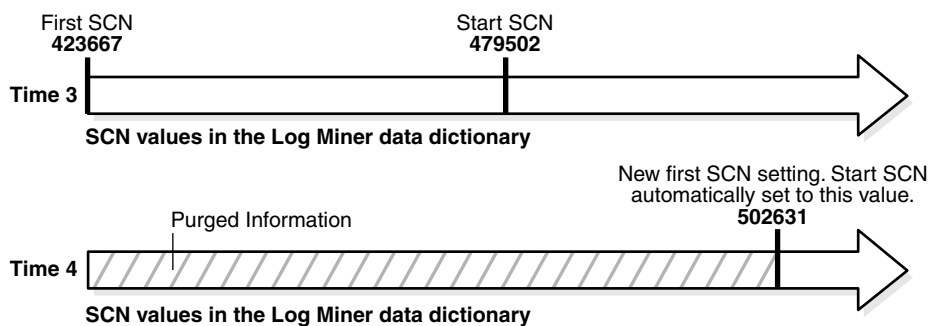 First SCN
423667
Start SCN
479502
Time 3
SCN values in the Log Miner data dictionary
New first SCN setting. Start SCN
automatically set to this value.
502631
Purged Information
Time 4
SCN values in the Log Miner data dictionary